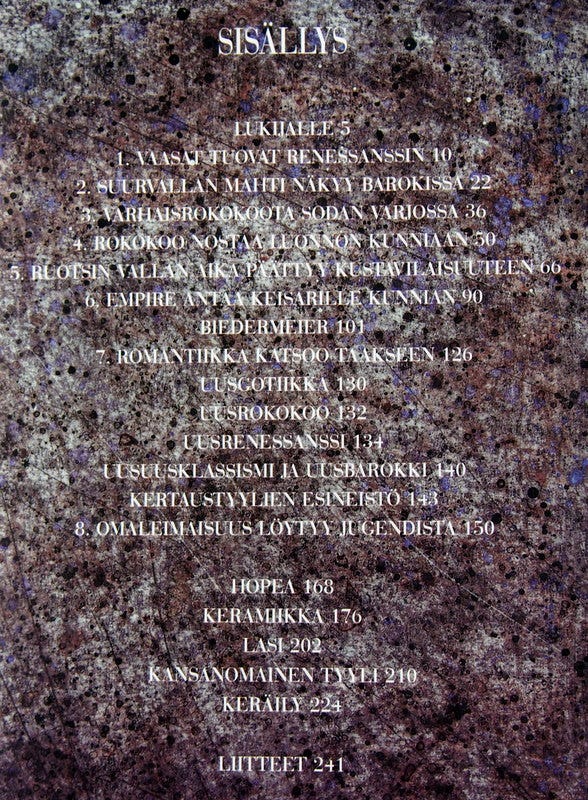 SISÄLLYS
LUKIJALLE 5
1. VAASAT TUOVAT RENESSANSSIN 10
2. SUURVALLAN MAHTI NÄKYY BAROKISSA 22
3. VARHAISROKOKOOTA SODAN VARJOSSA 36
4. ROKOKOO NOSTAA LUONNON KUNNIAAN 50
5. RUOTSIN VALLAN AIKA PÄÄTTYY KUSTAVILAISUUTEEN 66
6. EMPIRE ANTAA KEISARILLE KUNNIAN 90
BIEDERMEIER 101
7. ROMANTIIKKA KATSOO TAAKSEEN 126
UUSGOTIIKKA 130
UUSROKOKOO 132
UUSRENESSANSSI 134
UUSUUSKLASSISMI JA UUSBAROKKI 140
KERTAUSTYYLIEN ESINEISTÖ 143
8. OMALEIMAISUUS LÖYTYY JUGENDISTA 150
HOPEA 168
KERAMIIKKA 176
LASI 202
KANSANOMAINEN TYYLI 210
KERÄILY 224
LIITTEET 241